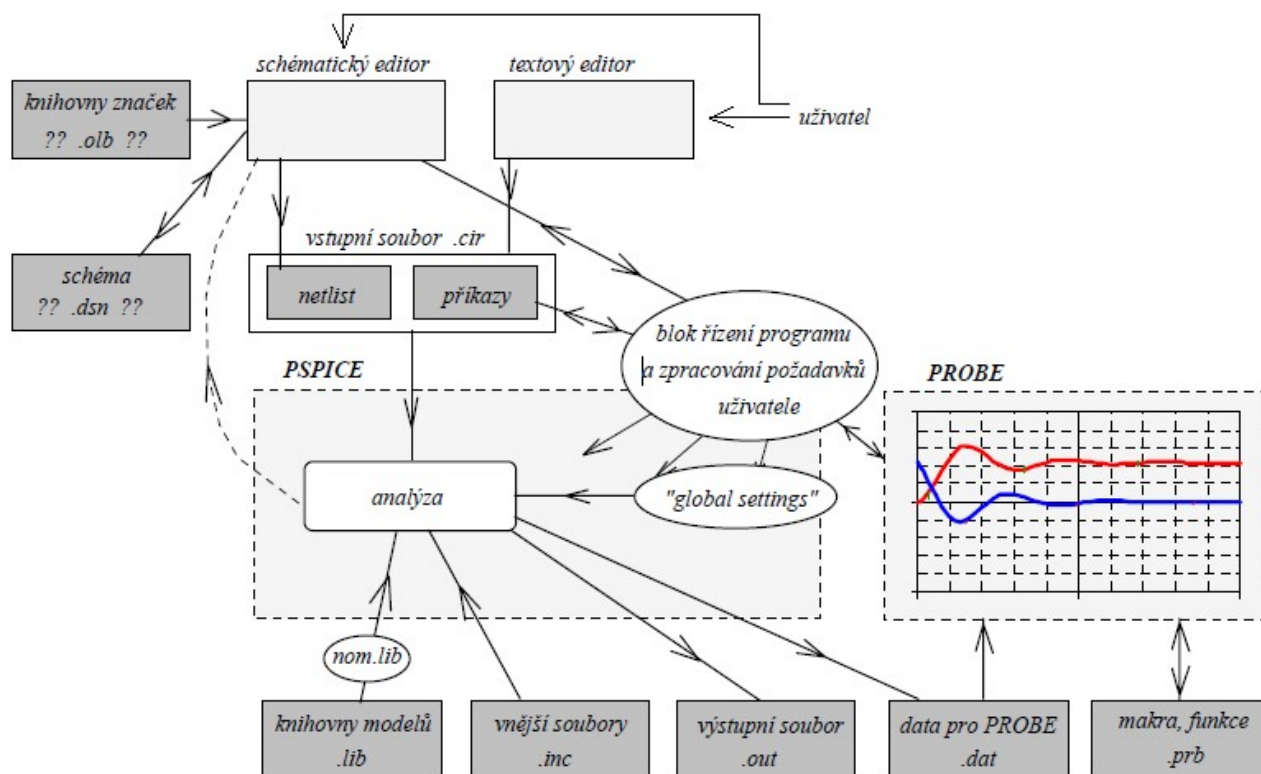 schématický editor
textový editor
knihovny značek
?? .olb ??
uživatel
vstupní soubor .cir
schéma
?? .dsn ??
netlist
příkazy
blok řízení programu
a zpracování požadavků
uživatele
PSPICE
PROBE
analýza
"global settings"
nom.lib
knihovny modelů
.lib
vnější soubory
.inc
výstupní soubor
.out
data pro PROBE
.dat
makra, funkce
.prb